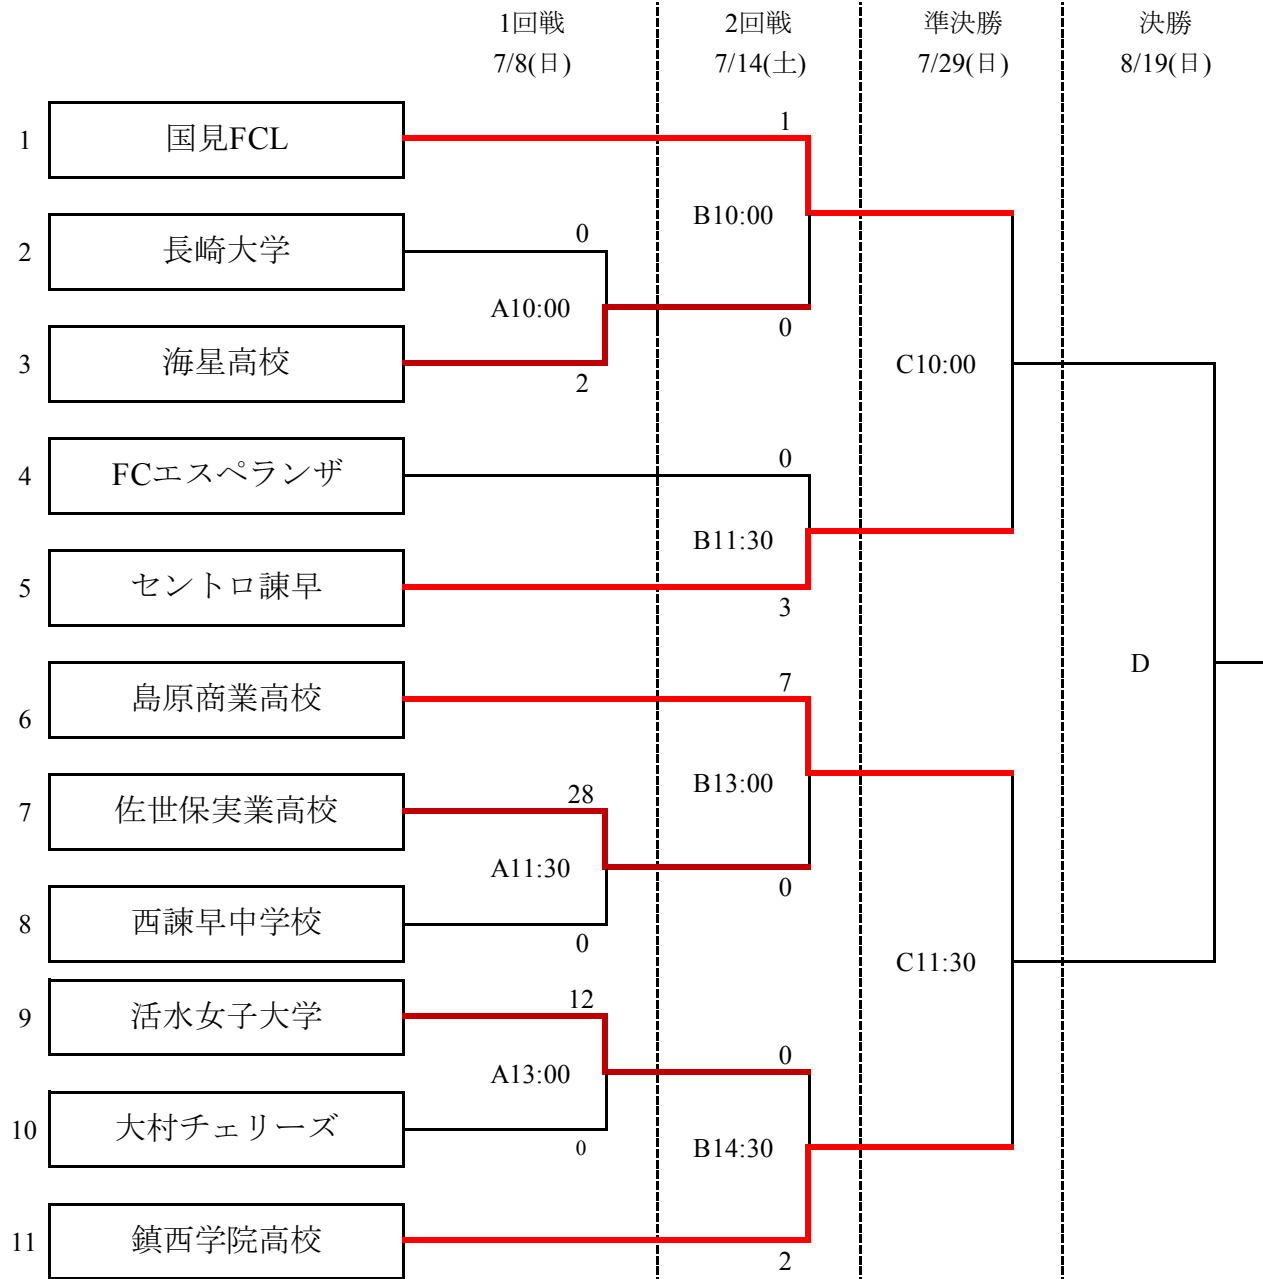 1回戦 2回戦 準決勝 決勝
7/8(日) 7/14(土) 7/29(日) 8/19(日)
1
1 国見FCL
B10:00
0
2 長崎大学
A10:00
0
3 海星高校
C10:00
2
0
4 FCエスペランザ
B11:30
5 セントロ諫早
3
D
7
6 島原商業高校
28
B13:00
7 佐世保実業高校
A11:30
0
8 西諫早中学校
0
C11:30
12
9 活水女子大学
0
A13:00
10 大村チェリーズ
0
B14:30
11 鎮西学院高校
2